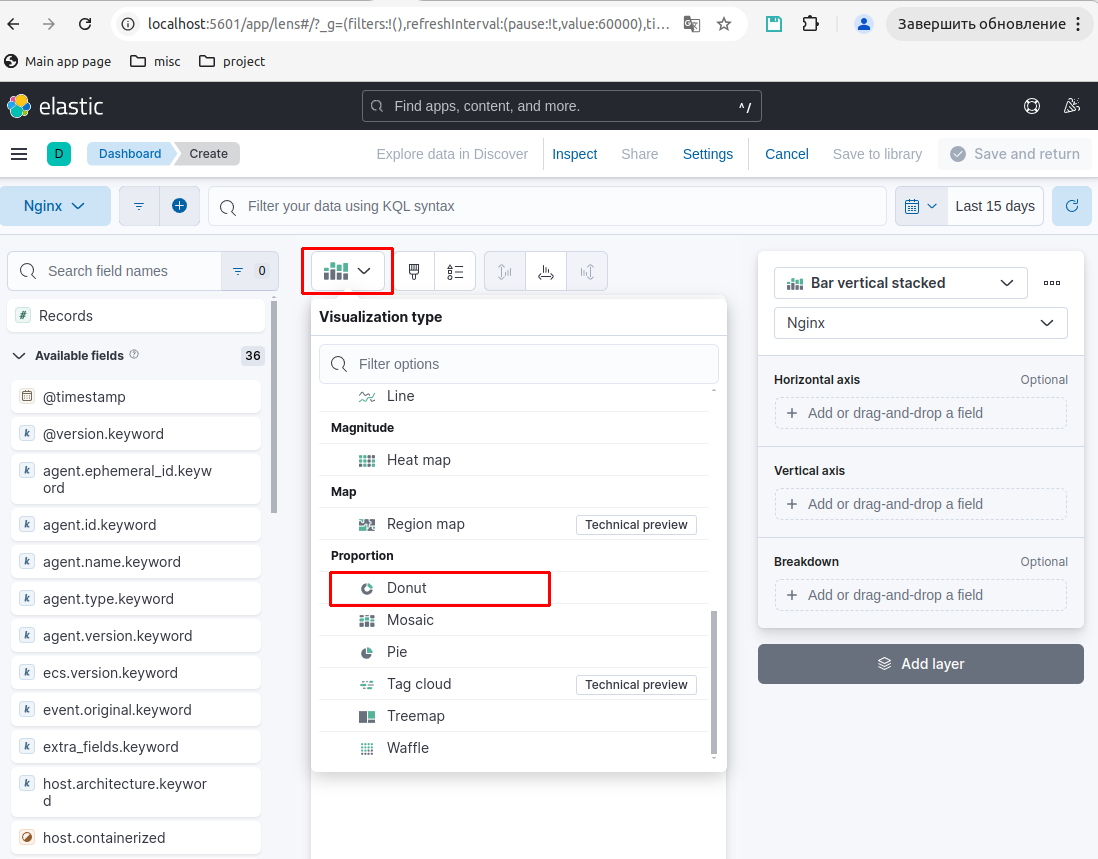 localhost:5601/app/lens#/?_g=(filters:!(),refreshInterval:(pause:!t,value:60000),ti...
Завершить обновление
Main app page
misc
project
elastic
Find apps, content, and more.
^/
D
Dashboard
Create
Explore data in Discover
Inspect
Share
Settings
Cancel
Save to library
Save and return
Nginx
Filter your data using KQL syntax
Last 15 days
Search field names
0
Records
Available fields
36
@timestamp
@version.keyword
agent.ephemeral_id.keyw
ord
agent.id.keyword
agent.name.keyword
agent.type.keyword
agent.version.keyword
ecs.version.keyword
event.original.keyword
extra_fields.keyword
host.architecture.keywor
d
host.containerized
Visualization type
Filter options
Line
Magnitude
Heat map
Map
Region map
Technical preview
Proportion
Donut
Mosaic
Pie
Tag cloud
Technical preview
Treemap
Waffle
Bar vertical stacked
Nginx
Horizontal axis
Optional
Add or drag-and-drop a field
Vertical axis
Add or drag-and-drop a field
Breakdown
Optional
Add or drag-and-drop a field
Add layer